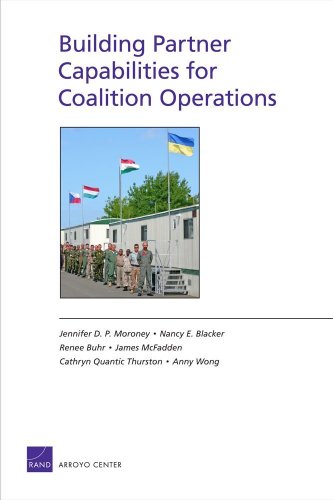 Building Partner
Capabilities for
Coalition Operations
Jennifer D. P. Moroney • Nancy E. Blacker
Renee Buhr • James McFadden
Cathryn Quantic Thurston • Anny Wong
RAND ARROYO CENTER